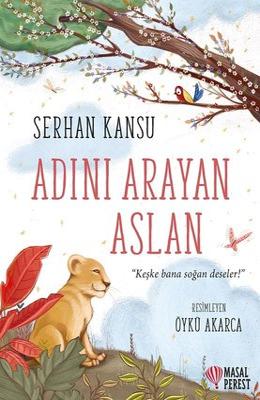 SERHAN KANSU
ADINI ARAYAN
ASLAN
"Keşke bana soğan deseler!"
RESİMLEYEN
ÖYKÜ AKARCA
MASAL
PEREST